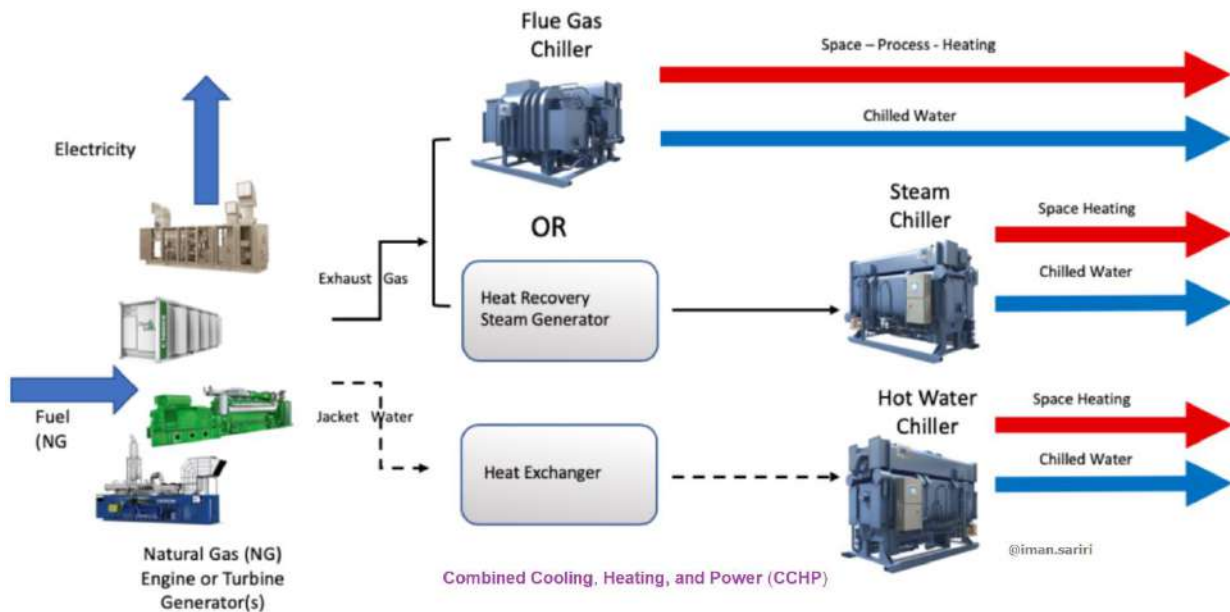 Flue Gas
Chiller
Space – Process - Heating
Chilled Water
Electricity
Steam
Chiller
Space Heating
Chilled Water
OR
Exhaust Gas
Heat Recovery
Steam Generator
Fuel
(NG
Jacket Water
Heat Exchanger
Hot Water
Chiller
Space Heating
Chilled Water
Natural Gas (NG)
Engine or Turbine
Generator(s)
Combined Cooling, Heating, and Power (CCHP)
@iman.sariri